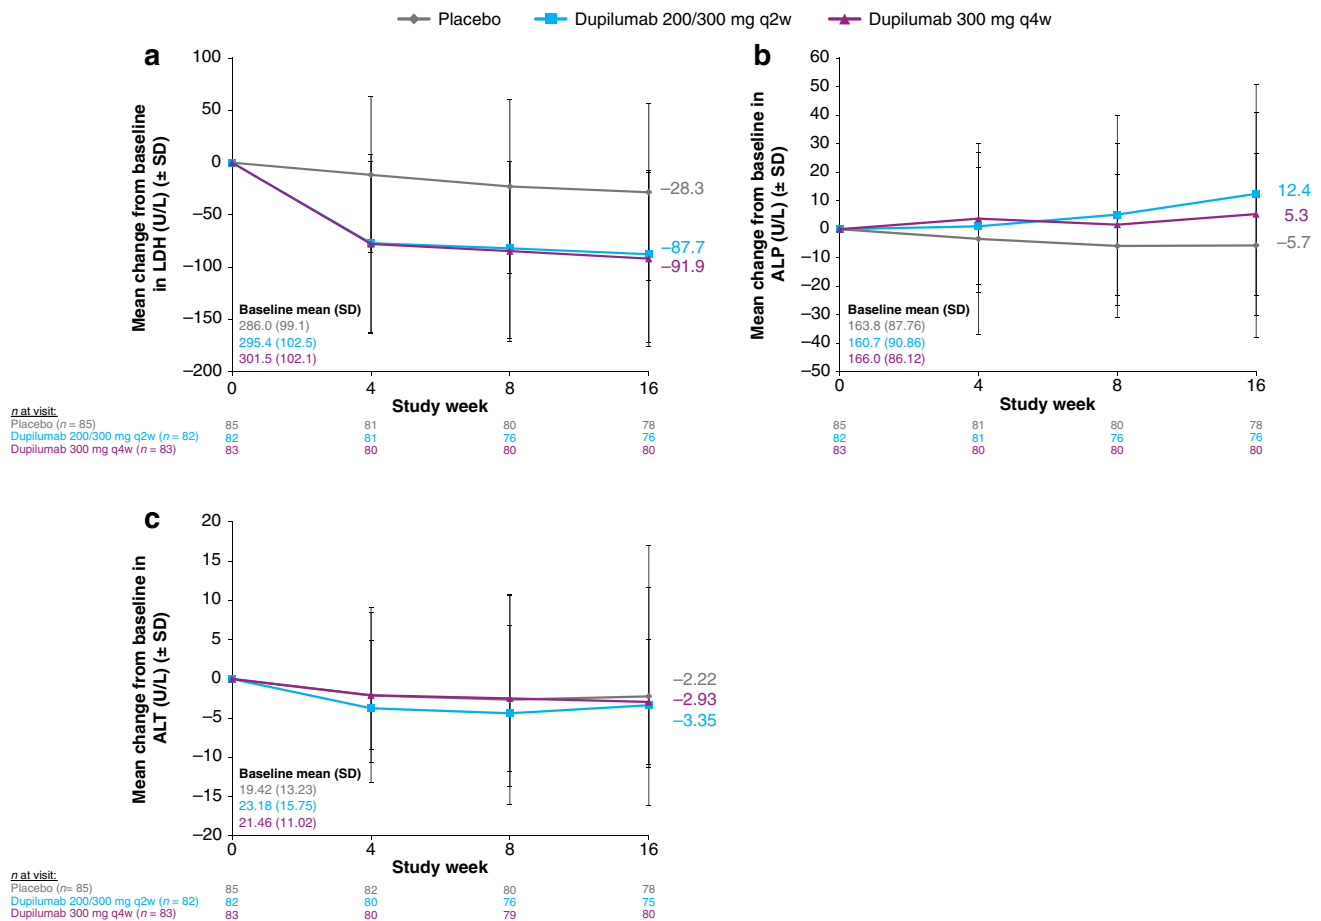 Placebo Dupilumab 200/300 mg q2w Dupilumab 300 mg q4w
a
Mean change from baseline
in LDH (U/L) (± SD)
100
50
0
−50
−100
−150
−200
−28.3
−87.7
−91.9
Baseline mean (SD)
286.0 (99.1)
295.4 (102.5)
301.5 (102.1)
0 4 8 16
Study week
n at visit:
Placebo (n = 85) 85 81 80 78
Dupilumab 200/300 mg q2w (n = 82) 82 81 76 76
Dupilumab 300 mg q4w (n = 83) 83 80 80 80
b
Mean change from baseline in
ALP (U/L) (± SD)
60
50
40
30
20
10
0
−10
−20
−30
−40
−50
12.4
5.3
−5.7
Baseline mean (SD)
163.8 (87.76)
160.7 (90.86)
166.0 (86.12)
0 4 8 16
Study week
85 81 80 78
82 81 76 76
83 80 80 80
c
Mean change from baseline in
ALT (U/L) (± SD)
20
15
10
5
0
−5
−10
−15
−20
−2.22
−2.93
−3.35
Baseline mean (SD)
19.42 (13.23)
23.18 (15.75)
21.46 (11.02)
0 4 8 16
Study week
n at visit:
Placebo (n= 85) 85 82 80 78
Dupilumab 200/300 mg q2w (n = 82) 82 80 76 75
Dupilumab 300 mg q4w (n = 83) 83 80 79 80